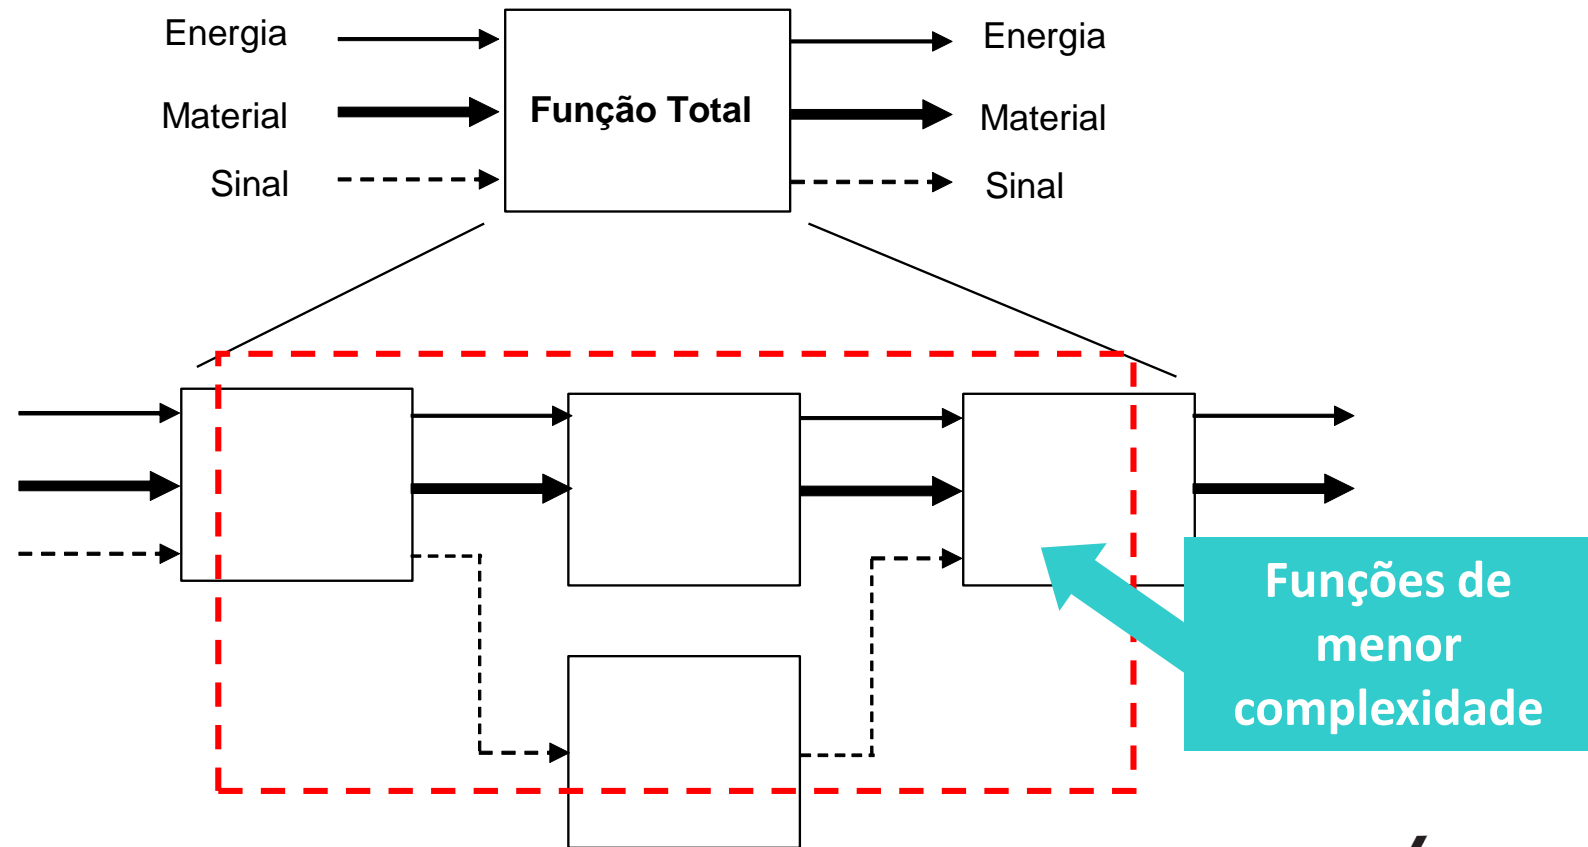 Energia
Energia
Material
Função Total
Material
Sinal
Sinal
Funções de
menor
complexidade